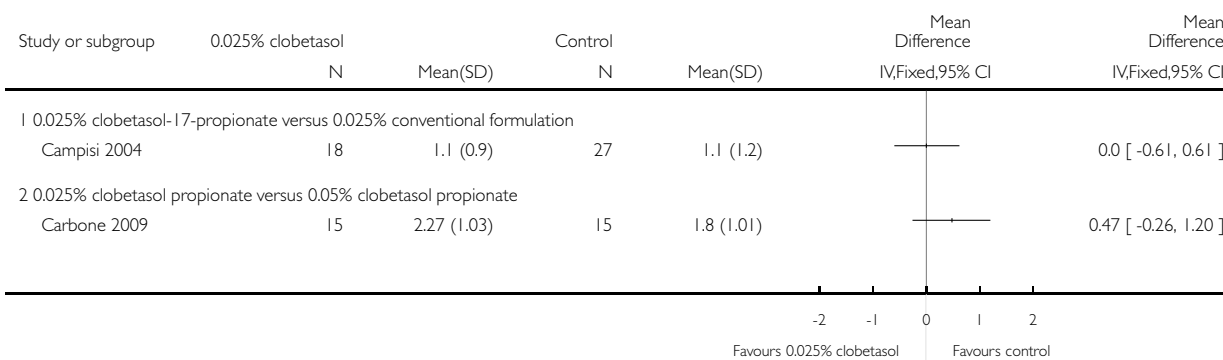 Mean Mean
Study or subgroup 0.025% clobetasol Control Difference Difference
N Mean(SD) N Mean(SD) IV,Fixed,95% CI IV,Fixed,95% CI
1 0.025% clobetasol-17-propionate versus 0.025% conventional formulation
Campisi 2004 18 1.1 (0.9) 27 1.1 (1.2) 0.0 [ -0.61, 0.61 ]
2 0.025% clobetasol propionate versus 0.05% clobetasol propionate
Carbone 2009 15 2.27 (1.03) 15 1.8 (1.01) 0.47 [ -0.26, 1.20 ]
-2 -1 0 1 2
Favours 0.025% clobetasol Favours control